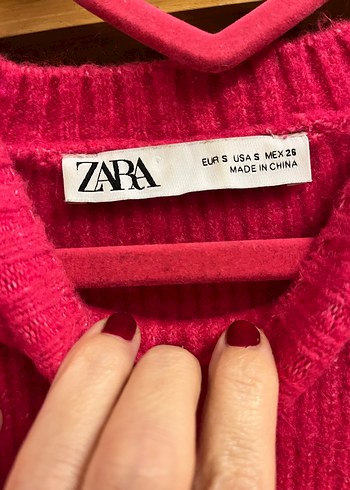 ZARA
EUR S USA S MEX 26
MADE IN CHINA